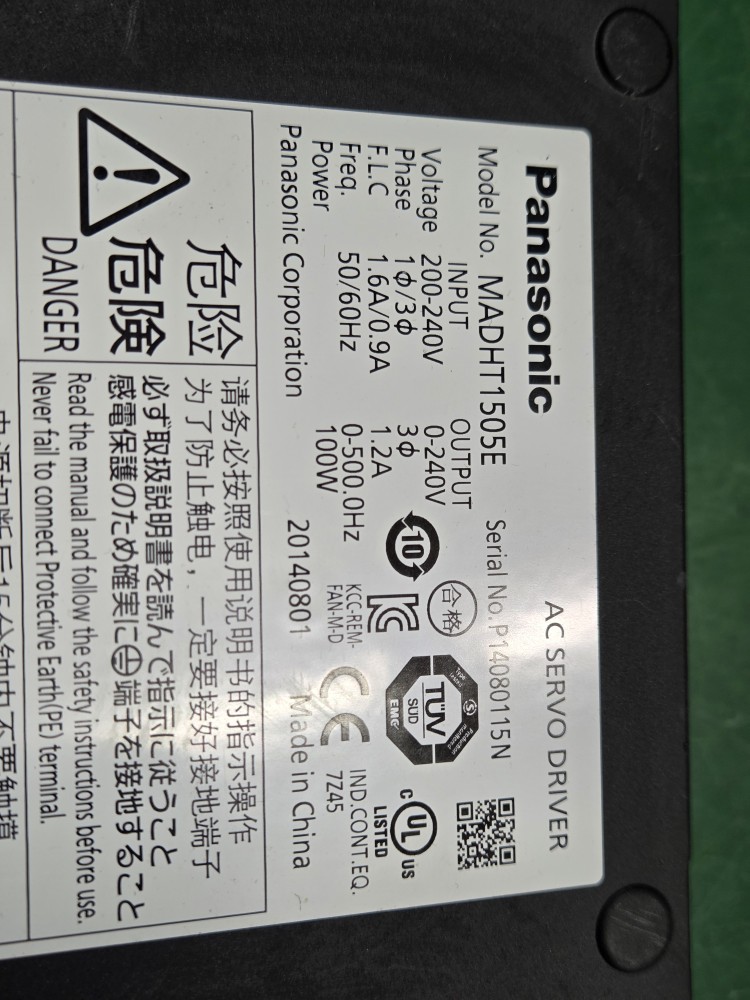 Panasonic AC SERVO DRIVER
Model No. MADHT1505E Serial No.P14080115N
INPUT OUTPUT
Voltage 200-240V 0-240V
Phase 1ϕ/3ϕ 3ϕ
F.L.C 1.6A/0.9A 1.2A
Freq. 50/60Hz 0-500.0Hz
Power 100W
Panasonic Corporation 20140801 Made in China
10
合格
KCC-REM-
FAN-M-D
TÜV
SÜD
EMC
CE
C UL US
LISTED
IND.CONT.EQ.
7Z45
危险
危険
DANGER
请务必按照使用说明书的指示操作
为了防止触电，一定要接好接地端子
必ず取扱説明書を読んで指示に従うこと
感電保護のため確実に⏚端子を接地すること
Read the manual and follow the safety instructions before use.
Never fail to connect Protective Earth(PE) terminal.